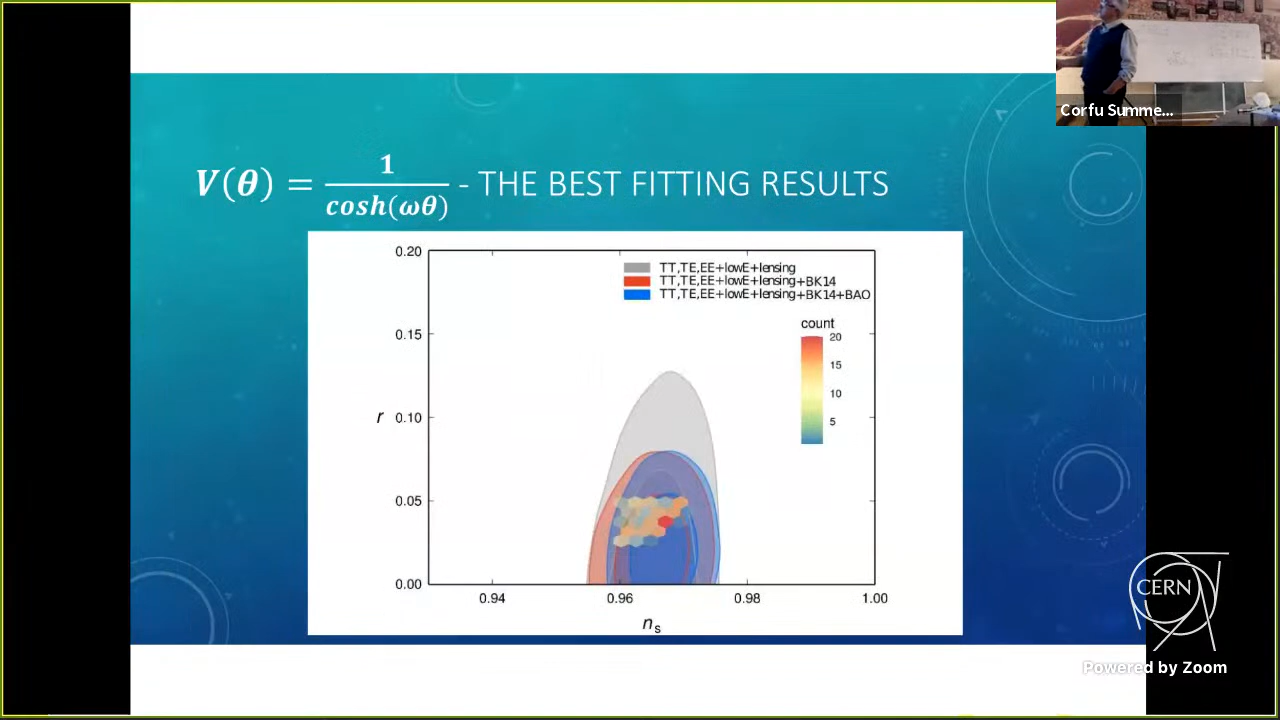 Corfu Summe...
V(θ) = 1/cosh(ωθ) - THE BEST FITTING RESULTS
TT,TE,EE+lowE+lensing
TT,TE,EE+lowE+lensing+BK14
TT,TE,EE+lowE+lensing+BK14+BAO
count
20
15
10
5
0.20
0.15
r 0.10
0.05
0.00
0.94 0.96 0.98 1.00
ns
CERN
Powered by Zoom